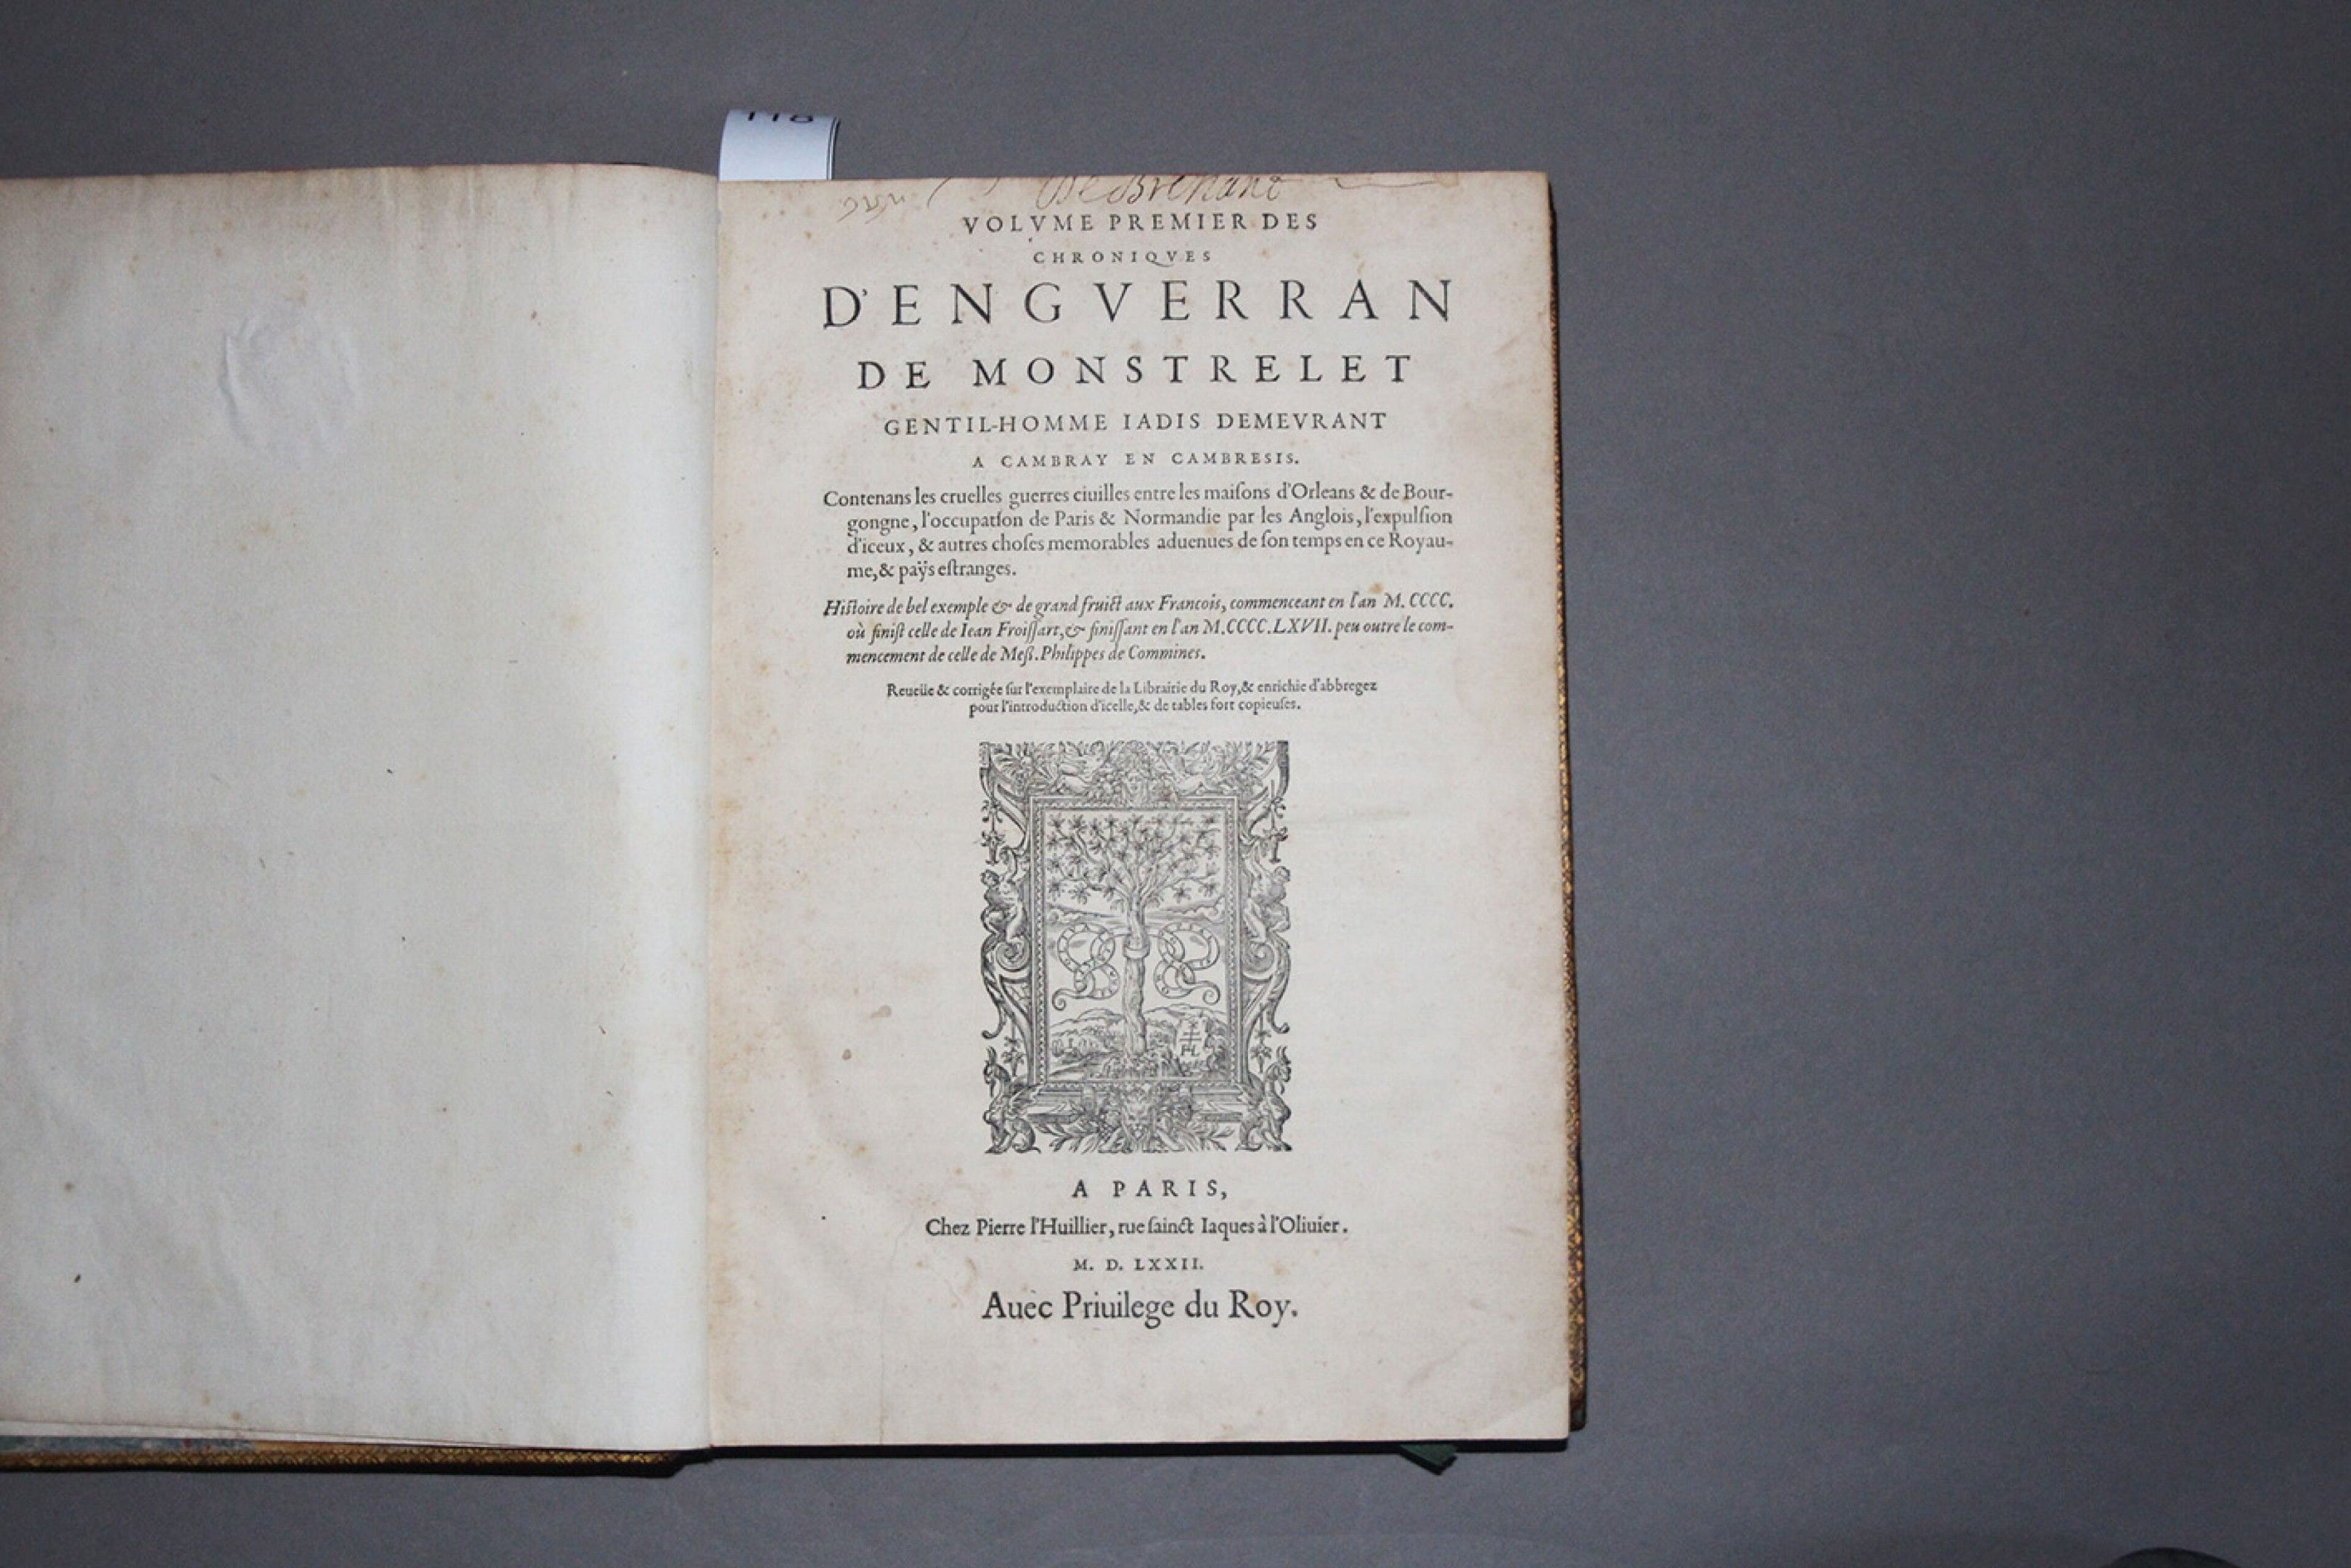 118
De Brehant
VOLVME PREMIER DES
CHRONIQVES
D'ENGVERRAN
DE MONSTRELET
GENTIL-HOMME IADIS DEMEVRANT
A CAMBRAY EN CAMBRESIS.
Contenans les cruelles guerres ciuilles entre les maiſons d'Orleans & de Bour-
gongne, l'occupation de Paris & Normandie par les Anglois, l'expulſion
d'iceux, & autres choſes memorables aduenues de ſon temps en ce Royau-
me, & paÿs eſtranges.
Hiſtoire de bel exemple & de grand fruict aux Francois, commenceant en l'an M. CCCC.
où finiſt celle de Iean Froiſſart, & finiſſant en l'an M.CCCC.LXVII. peu outre le com-
mencement de celle de Meß. Philippes de Commines.
Reueüe & corrigée ſur l'exemplaire de la Librairie du Roy, & enrichie d'abbregez
pour l'introduction d'icelle, & de tables fort copieuſes.
A PARIS,
Chez Pierre l'Huillier, rue ſainct Iaques à l'Oliuier.
M. D. LXXII.
Auec Priuilege du Roy.